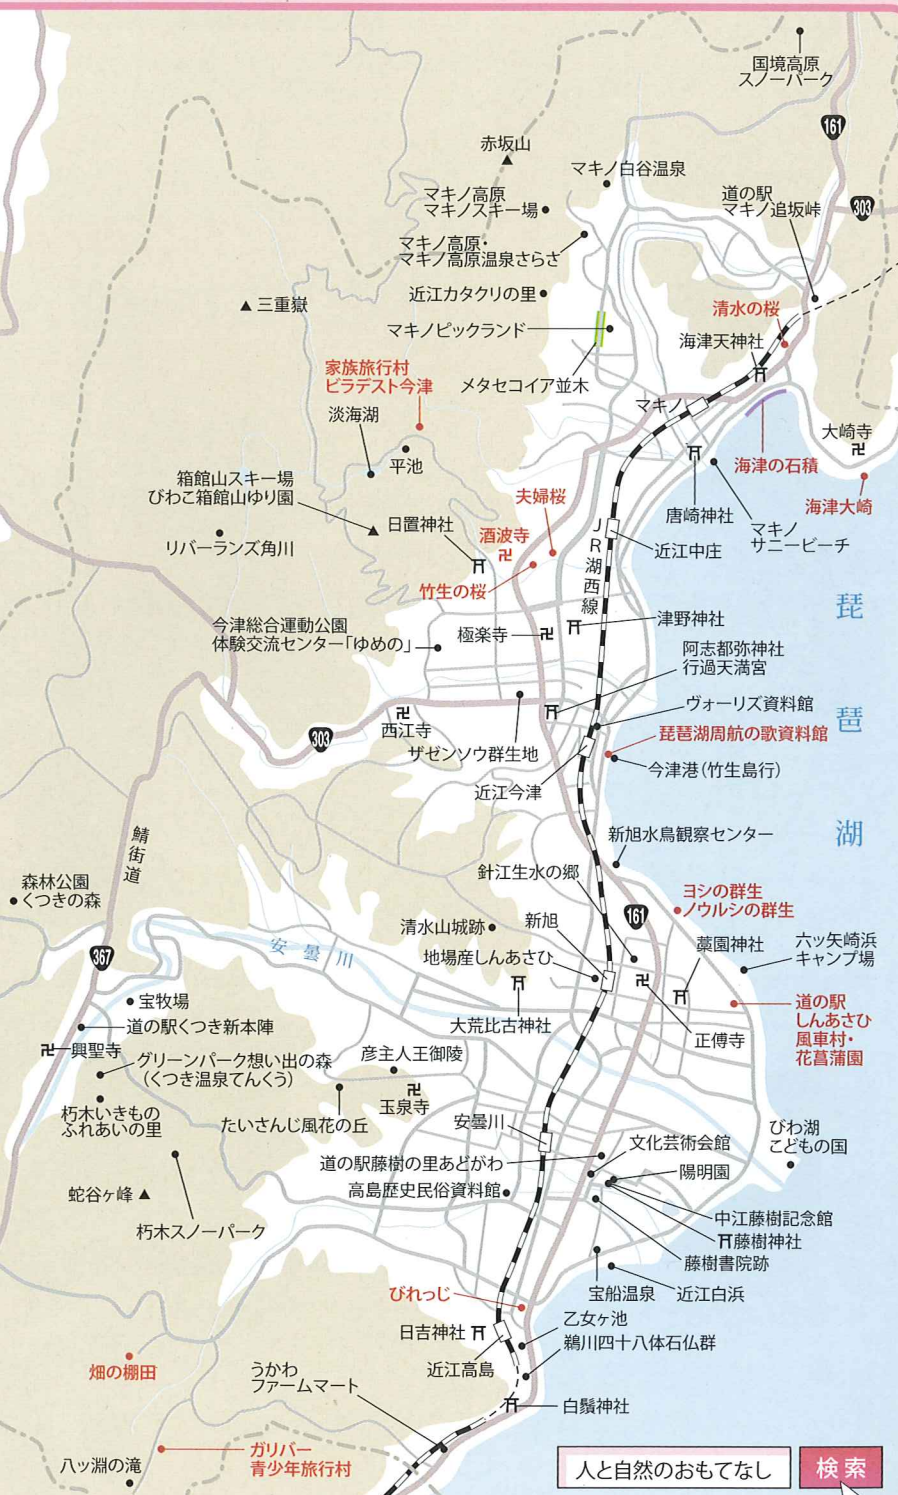 国境高原
スノーパーク
161
赤坂山
マキノ白谷温泉
マキノ高原
マキノスキー場
道の駅
マキノ追坂峠
303
マキノ高原・
マキノ高原温泉さらさ
近江カタクリの里
三重嶽
清水の桜
マキノピックランド
海津天神社
家族旅行村
ビラデスト今津
メタセコイア並木
マキノ
淡海湖
大崎寺
平池
海津の石積
箱館山スキー場
びわこ箱館山ゆり園
海津大崎
夫婦桜
唐崎神社
日置神社
酒波寺
マキノ
サニービーチ
リバーランズ角川
JR湖西線
近江中庄
竹生の桜
琵琶湖
今津総合運動公園
体験交流センター「ゆめの」
極楽寺
津野神社
阿志都弥神社
行過天満宮
ヴォーリズ資料館
303
西江寺
琵琶湖周航の歌資料館
ザゼンソウ群生地
今津港(竹生島行)
近江今津
鯖街道
新旭水鳥観察センター
針江生水の郷
森林公園
くつきの森
ヨシの群生
ノウルシの群生
清水山城跡
新旭
161
安曇川
367
地場産しんあさひ
藁園神社
六ッ矢崎浜
キャンプ場
宝牧場
道の駅くつき新本陣
大荒比古神社
正傅寺
道の駅
しんあさひ
風車村・
花菖蒲園
興聖寺
グリーンパーク想い出の森
(くつき温泉てんくう)
彦主人王御陵
玉泉寺
朽木いきもの
ふれあいの里
たいさんじ風花の丘
安曇川
びわ湖
こどもの国
文化芸術会館
道の駅藤樹の里あどがわ
陽明園
高島歴史民俗資料館
蛇谷ヶ峰
中江藤樹記念館
朽木スノーパーク
藤樹神社
藤樹書院跡
宝船温泉
近江白浜
びれっじ
乙女ヶ池
日吉神社
鵜川四十八体石仏群
近江高島
畑の棚田
うかわ
ファームマート
白鬚神社
ガリバー
青少年旅行村
八ッ淵の滝
人と自然のおもてなし
検索